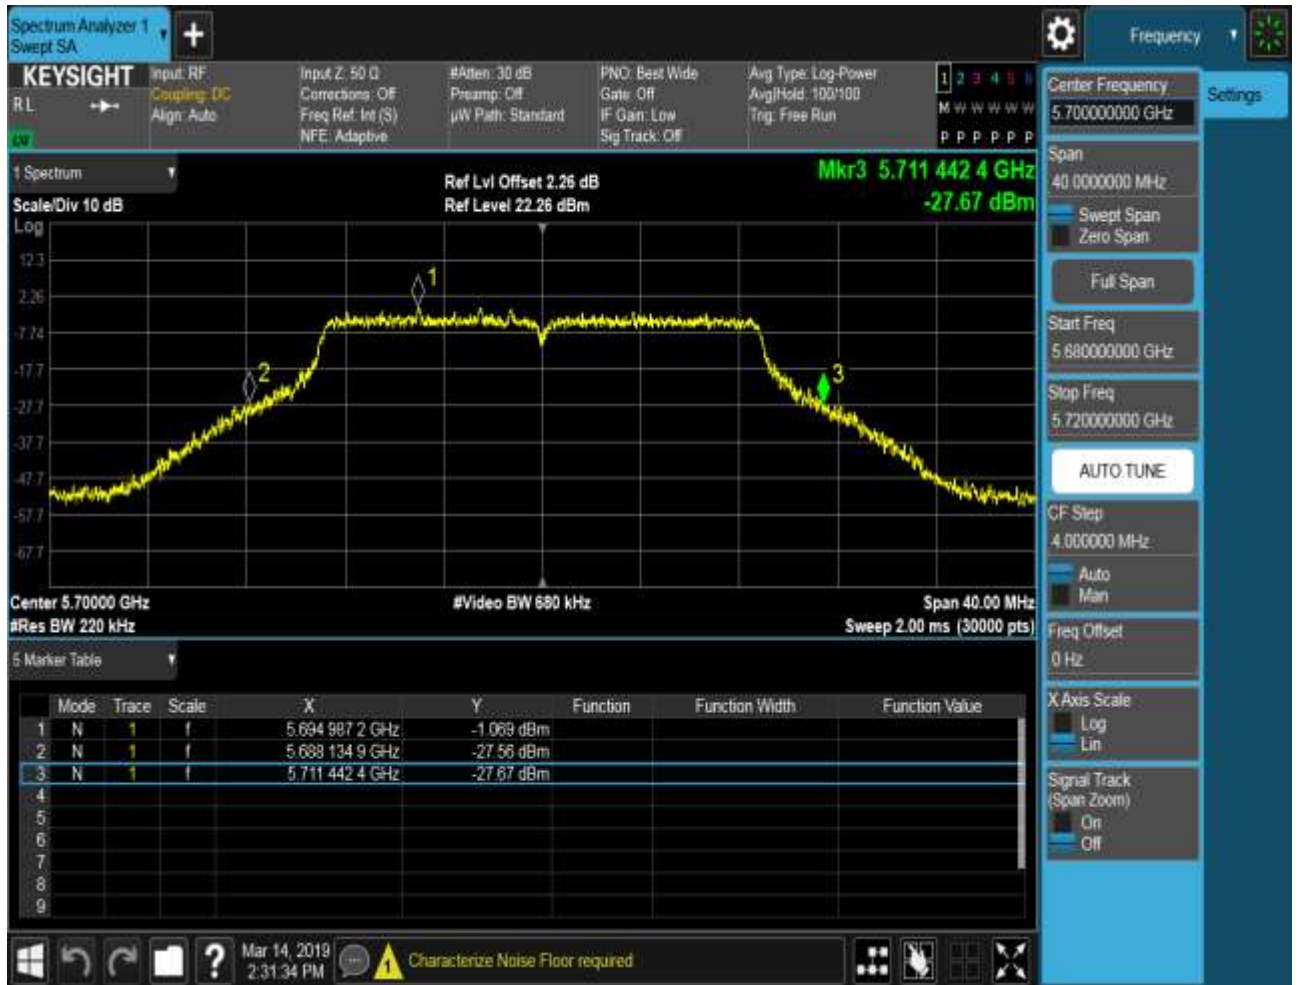 Spectrum Analyzer 1
Swept SA
Frequency
KEYSIGHT
R L
Input: RF
Coupling: DC
Align: Auto
Input Z: 50 Ω
Corrections: Off
Freq Ref: Int (S)
NFE: Adaptive
#Atten: 30 dB
Preamp: Off
µW Path: Standard
PNO: Best Wide
Gate: Off
IF Gain: Low
Sig Track: Off
Avg Type: Log-Power
Avg|Hold: 100/100
Trig: Free Run
1 2 3 4 5 6
M W W W W W
P P P P P P
1 Spectrum
Scale/Div 10 dB
Ref Lvl Offset 2.26 dB
Ref Level 22.26 dBm
Mkr3 5.711 442 4 GHz
-27.67 dBm
Log
12.3
2.26
-7.74
-17.7
-27.7
-37.7
-47.7
-57.7
-67.7
1
2
3
Center 5.70000 GHz
#Res BW 220 kHz
#Video BW 680 kHz
Span 40.00 MHz
Sweep 2.00 ms (30000 pts)
5 Marker Table
Mode Trace Scale X Y Function Function Width Function Value
1 N 1 f 5.694 987 2 GHz -1.069 dBm
2 N 1 f 5.688 134 9 GHz -27.56 dBm
3 N 1 f 5.711 442 4 GHz -27.67 dBm
4
5
6
7
8
9
Mar 14, 2019
2:31:34 PM
Characterize Noise Floor required
Settings
Center Frequency
5.700000000 GHz
Span
40.0000000 MHz
Swept Span
Zero Span
Full Span
Start Freq
5.680000000 GHz
Stop Freq
5.720000000 GHz
AUTO TUNE
CF Step
4.000000 MHz
Auto
Man
Freq Offset
0 Hz
X Axis Scale
Log
Lin
Signal Track
(Span Zoom)
On
Off